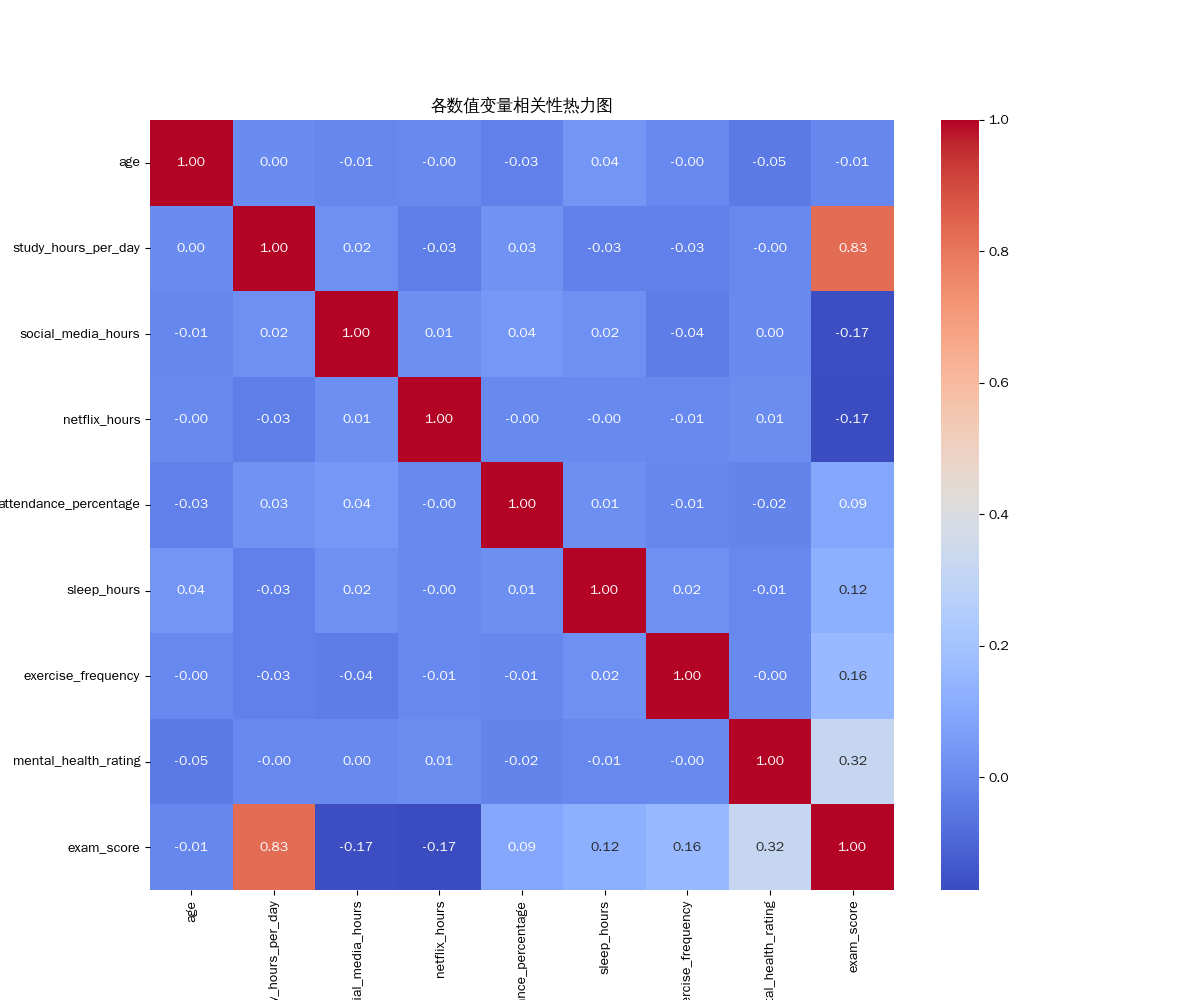 各数值变量相关性热力图
age 1.00 0.00 -0.01 -0.00 -0.03 0.04 -0.00 -0.05 -0.01
study_hours_per_day 0.00 1.00 0.02 -0.03 0.03 -0.03 -0.03 -0.00 0.83
social_media_hours -0.01 0.02 1.00 0.01 0.04 0.02 -0.04 0.00 -0.17
netflix_hours -0.00 -0.03 0.01 1.00 -0.00 -0.00 -0.01 0.01 -0.17
attendance_percentage -0.03 0.03 0.04 -0.00 1.00 0.01 -0.01 -0.02 0.09
sleep_hours 0.04 -0.03 0.02 -0.00 0.01 1.00 0.02 -0.01 0.12
exercise_frequency -0.00 -0.03 -0.04 -0.01 -0.01 0.02 1.00 -0.00 0.16
mental_health_rating -0.05 -0.00 0.00 0.01 -0.02 -0.01 -0.00 1.00 0.32
exam_score -0.01 0.83 -0.17 -0.17 0.09 0.12 0.16 0.32 1.00
age
y_hours_per_day
ial_media_hours
netflix_hours
ance_percentage
sleep_hours
ercise_frequency
tal_health_rating
exam_score
1.0
0.8
0.6
0.4
0.2
0.0